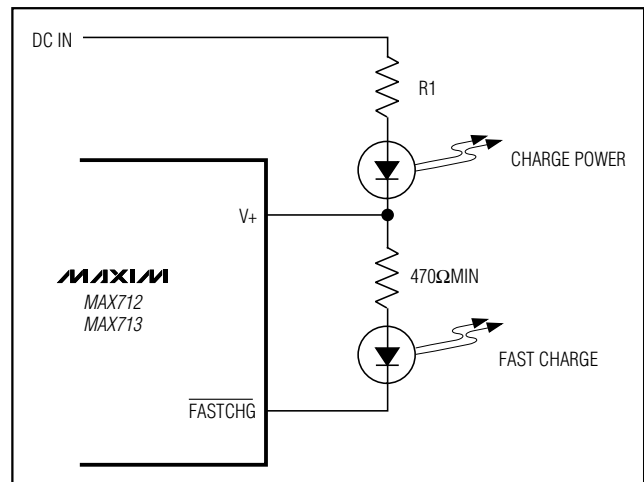 DC IN
R1
CHARGE POWER
V+
MAXIM
MAX712
MAX713
470ΩMIN
FAST CHARGE
FASTCHG